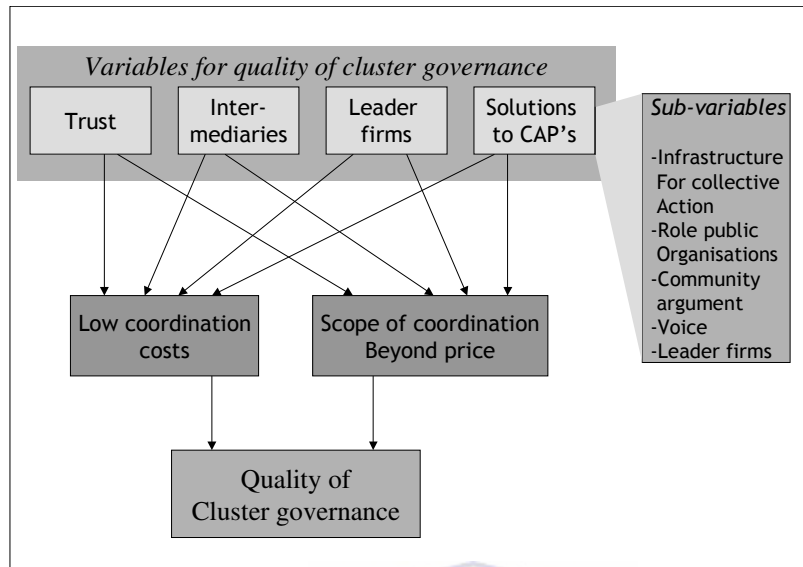 Variables for quality of cluster governance
Trust
Inter-
mediaries
Leader
firms
Solutions
to CAP's
Sub-variables
-Infrastructure
For collective
Action
-Role public
Organisations
-Community
argument
-Voice
-Leader firms
Low coordination
costs
Scope of coordination
Beyond price
Quality of
Cluster governance